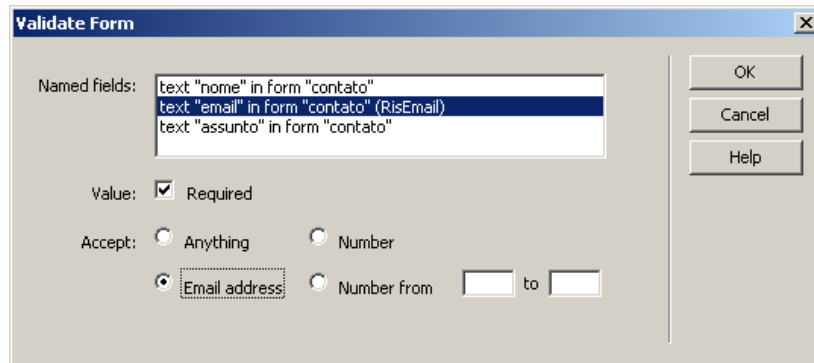 Validate Form
Named fields:
text "nome" in form "contato"
text "email" in form "contato" (RisEmail)
text "assunto" in form "contato"
Value: Required
Accept: Anything Number
Email address Number from to
OK
Cancel
Help